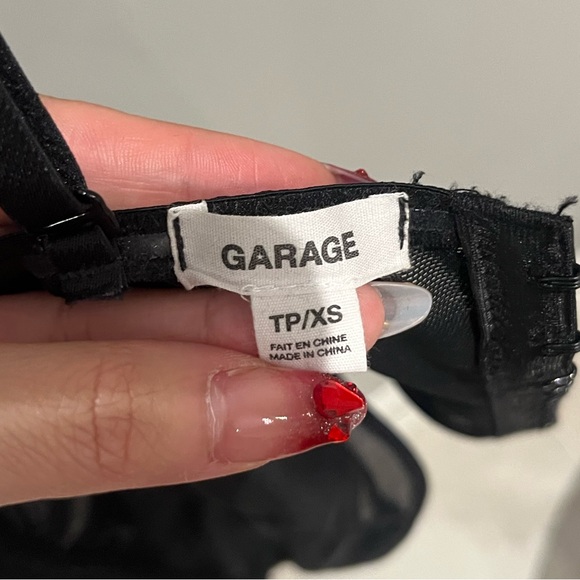 GARAGE
TP/XS
FAIT EN CHINE
MADE IN CHINA